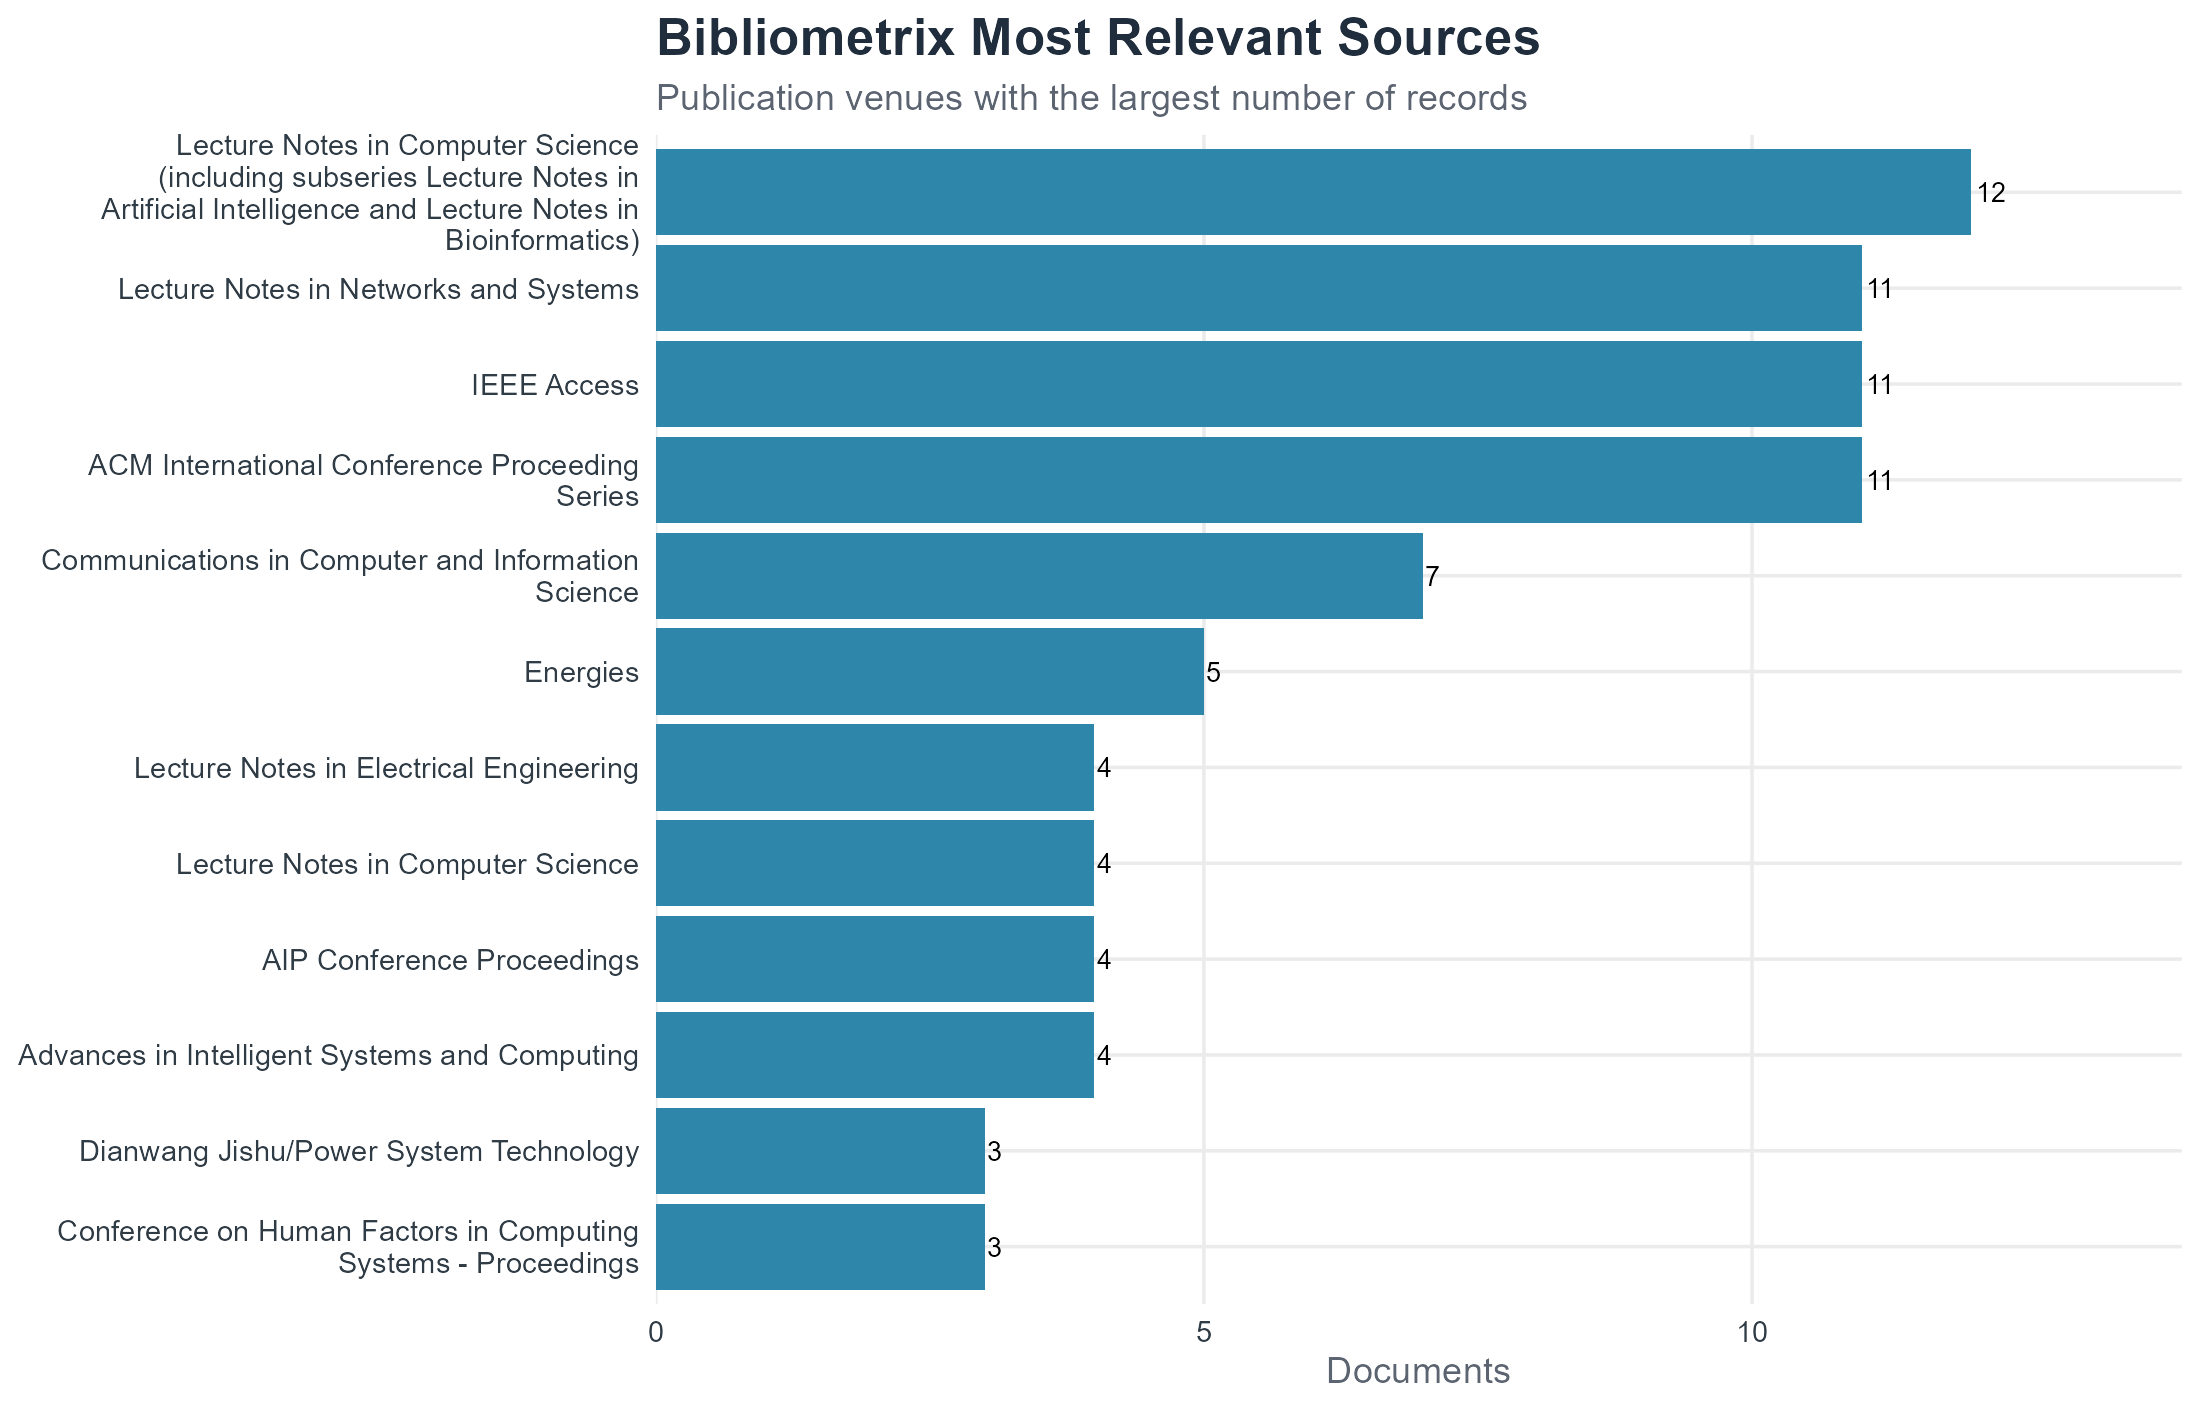 Bibliometrix Most Relevant Sources
Publication venues with the largest number of records
Lecture Notes in Computer Science
(including subseries Lecture Notes in
Artificial Intelligence and Lecture Notes in
Bioinformatics)
12
Lecture Notes in Networks and Systems
11
IEEE Access
11
ACM International Conference Proceeding
Series
11
Communications in Computer and Information
Science
7
Energies
5
Lecture Notes in Electrical Engineering
4
Lecture Notes in Computer Science
4
AIP Conference Proceedings
4
Advances in Intelligent Systems and Computing
4
Dianwang Jishu/Power System Technology
3
Conference on Human Factors in Computing
Systems - Proceedings
3
0 5 10
Documents